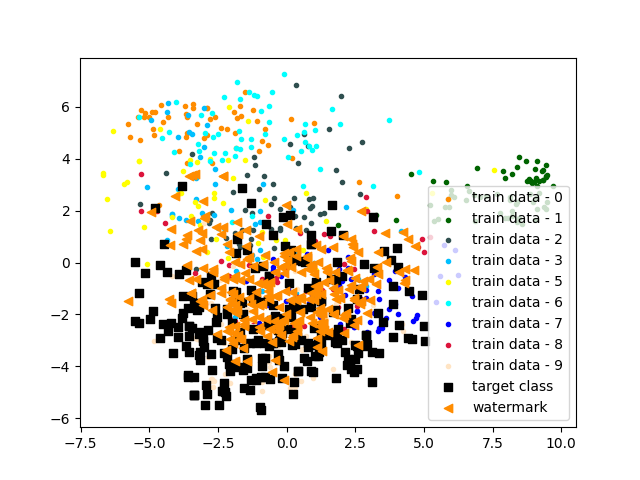 6
4
2
0
−2
−4
−6
−7.5 −5.0 −2.5 0.0 2.5 5.0 7.5 10.0
train data - 0
train data - 1
train data - 2
train data - 3
train data - 5
train data - 6
train data - 7
train data - 8
train data - 9
target class
watermark